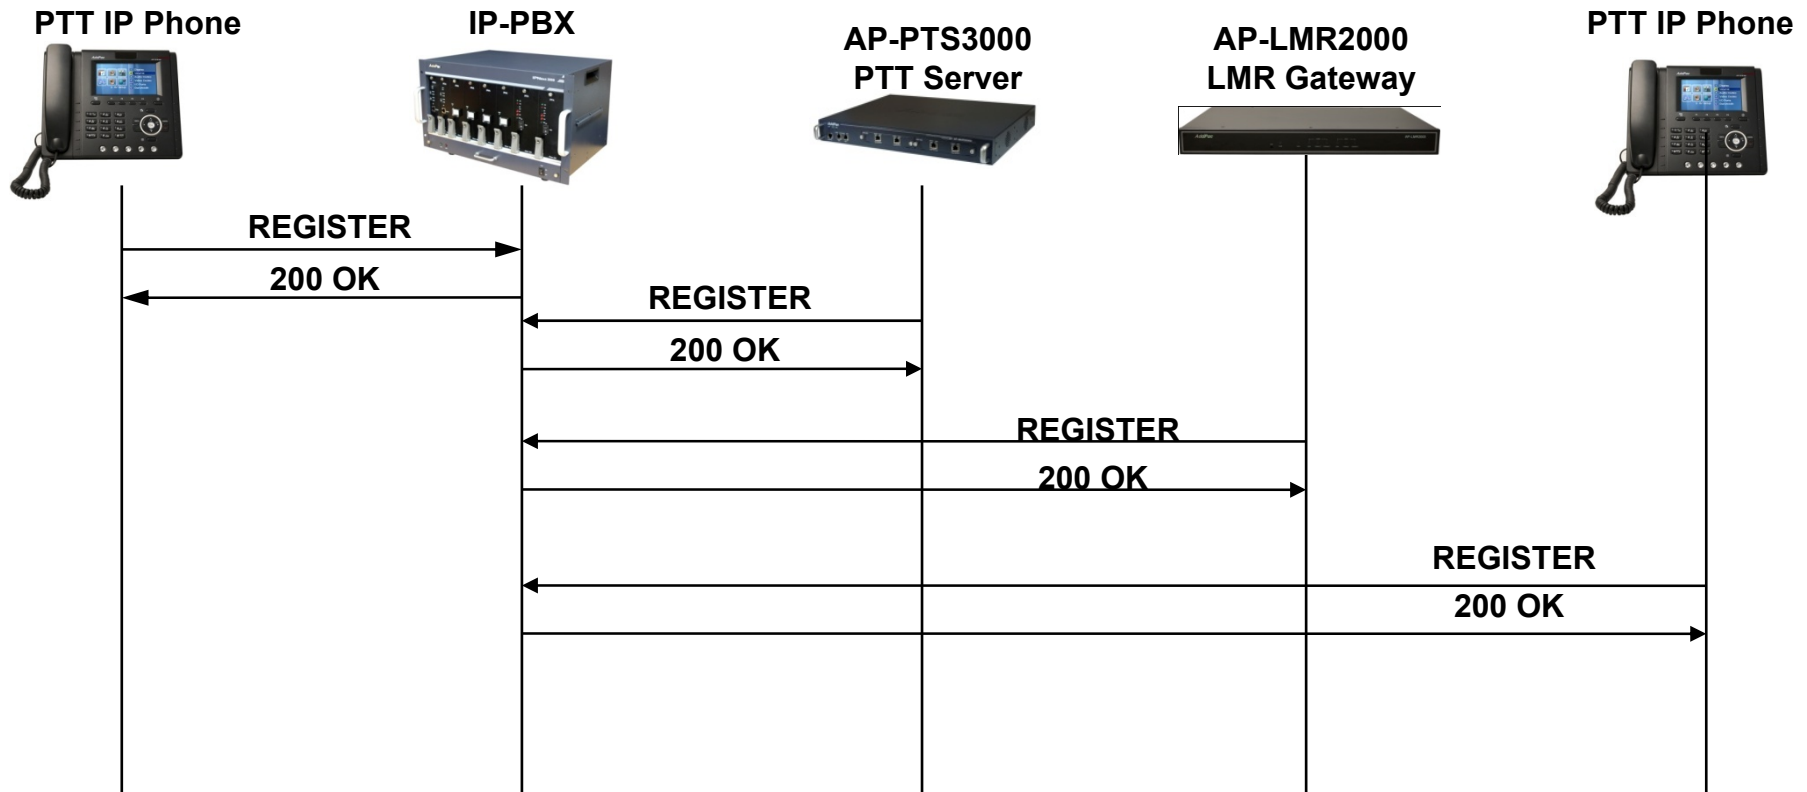 PTT IP Phone
IP-PBX
AP-PTS3000
PTT Server
AP-LMR2000
LMR Gateway
PTT IP Phone
REGISTER
200 OK
REGISTER
200 OK
REGISTER
200 OK
REGISTER
200 OK